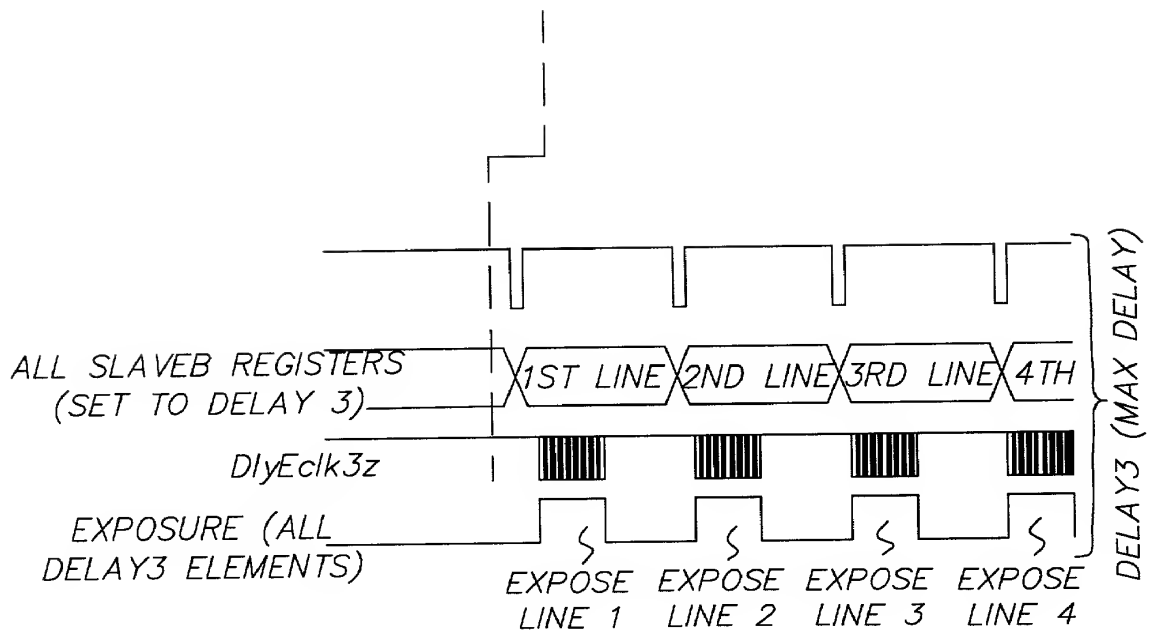 ALL SLAVEB REGISTERS
(SET TO DELAY 3)
1ST LINE
2ND LINE
3RD LINE
4TH
DlyEclk3z
EXPOSURE (ALL
DELAY3 ELEMENTS)
EXPOSE
LINE 1
EXPOSE
LINE 2
EXPOSE
LINE 3
EXPOSE
LINE 4
DELAY3 (MAX DELAY)